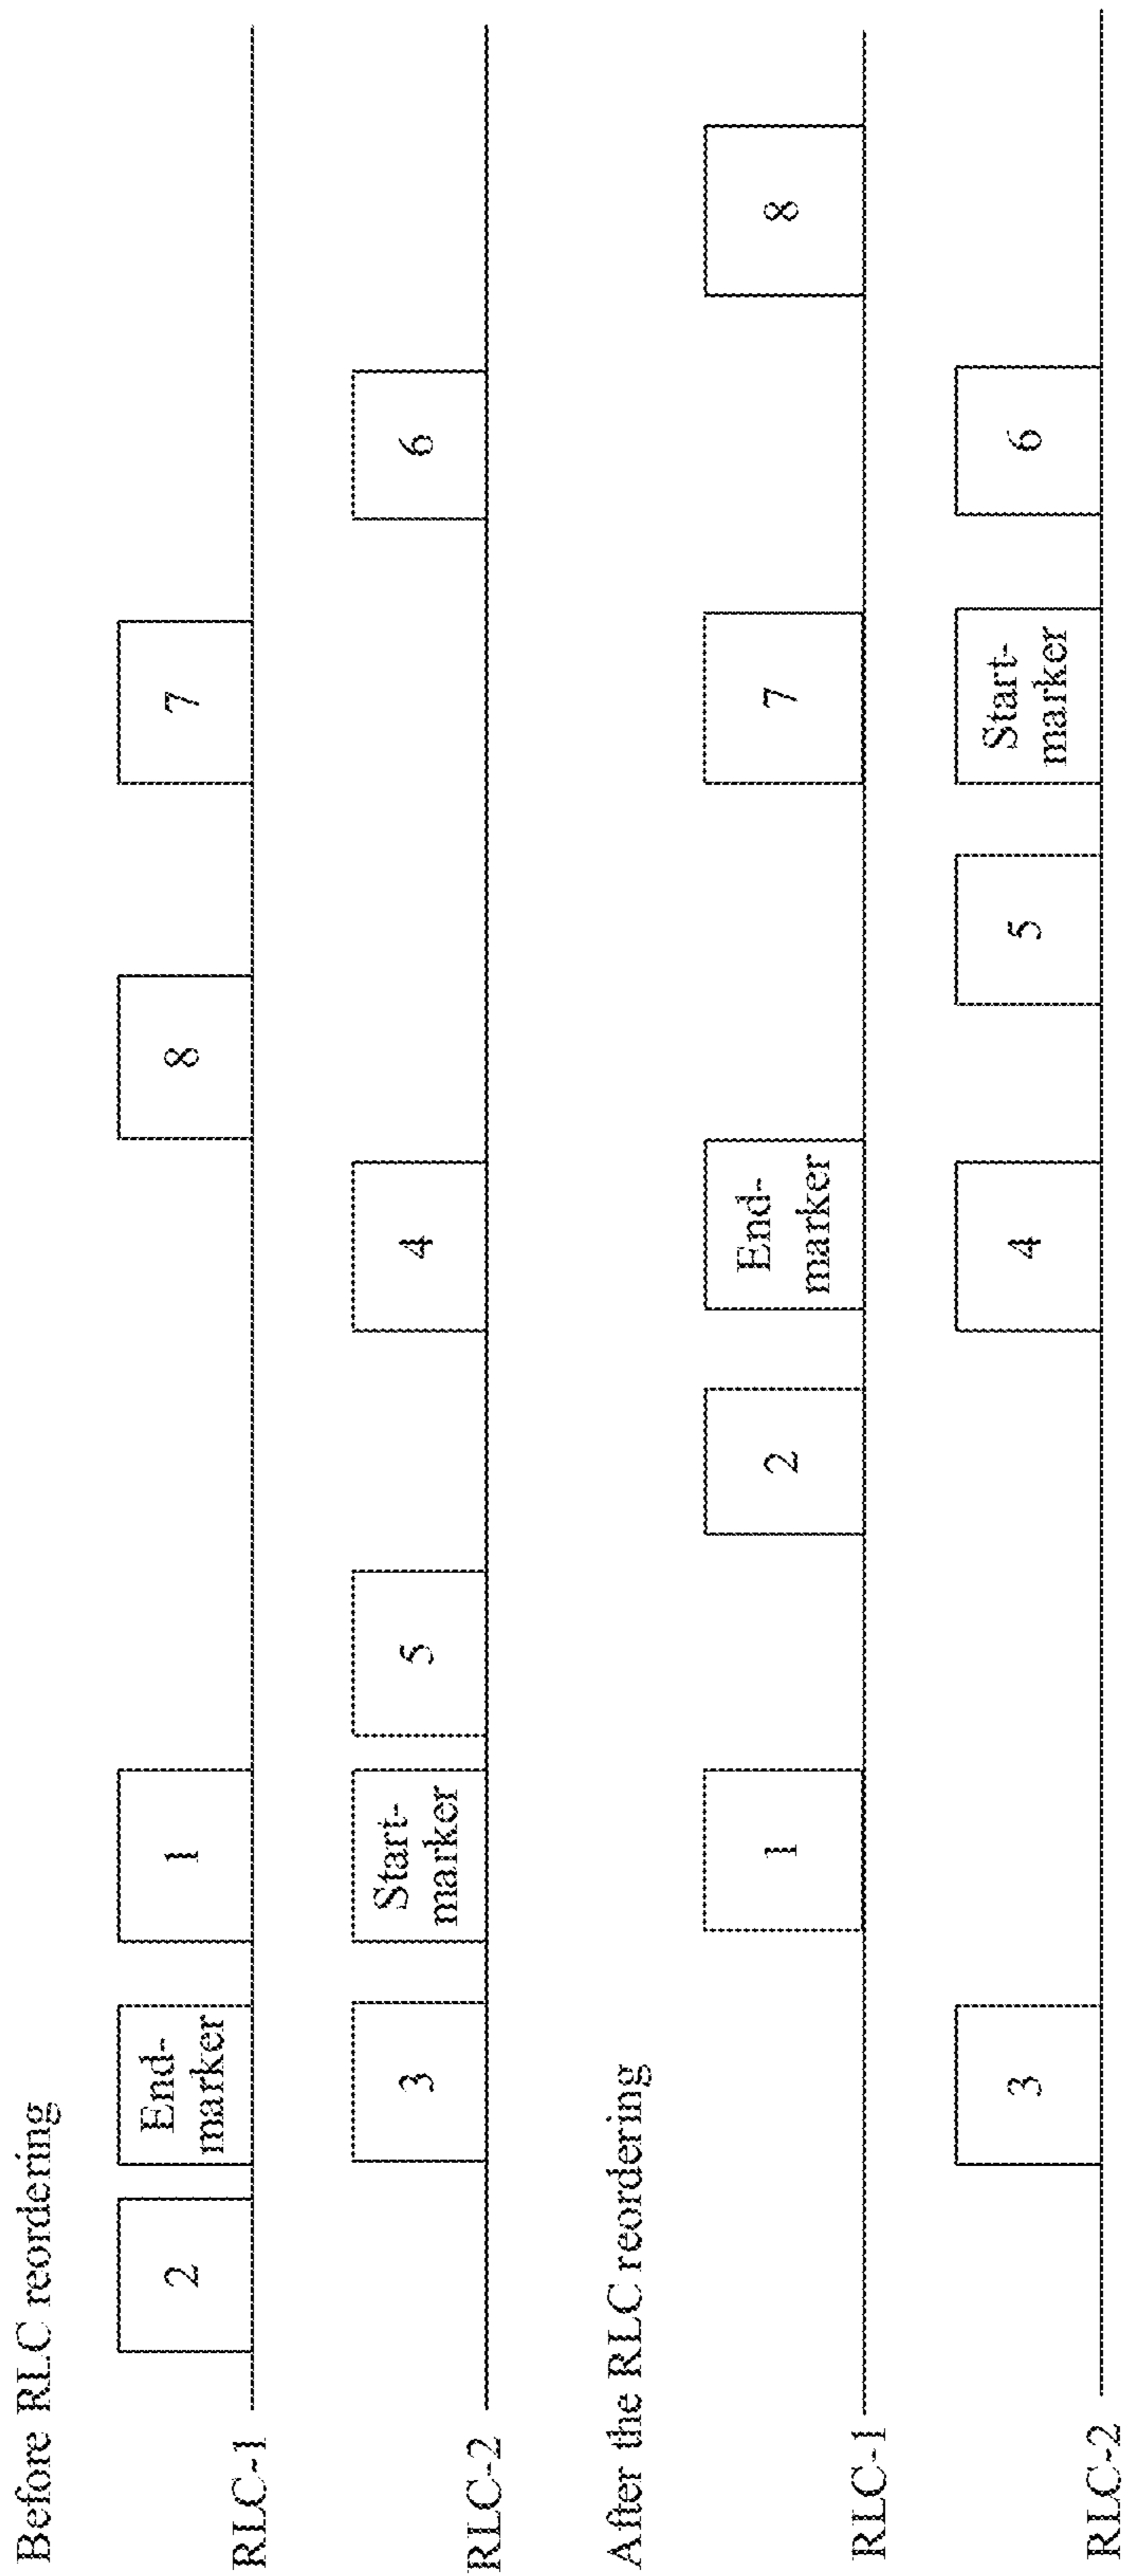 Before RLC reordering
RLC-1
2
End-
marker
1
8
7
RLC-2
3
Start-
marker
5
4
6
After the RLC reordering
RLC-1
1
2
End-
marker
7
8
RLC-2
3
4
5
Start-
marker
6